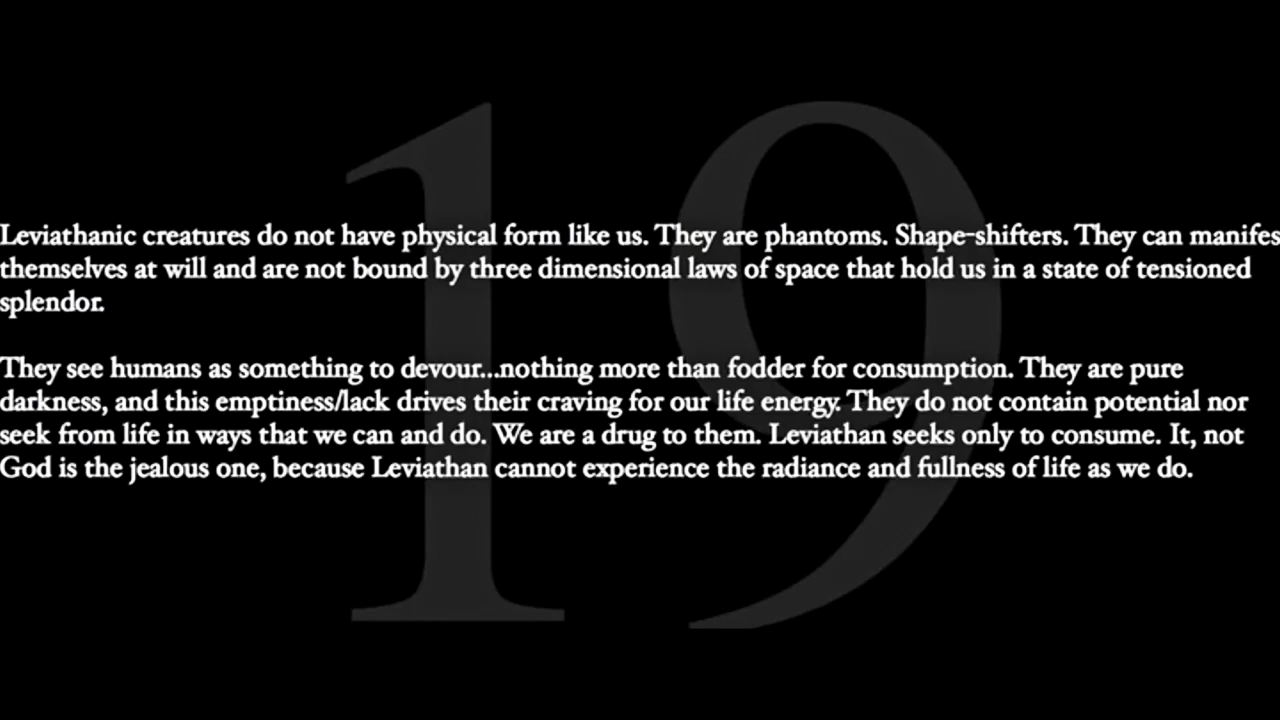 19
Leviathanic creatures do not have physical form like us. They are phantoms. Shape-shifters. They can manifes
themselves at will and are not bound by three dimensional laws of space that hold us in a state of tensioned
splendor.
They see humans as something to devour...nothing more than fodder for consumption. They are pure
darkness, and this emptiness/lack drives their craving for our life energy. They do not contain potential nor
seek from life in ways that we can and do. We are a drug to them. Leviathan seeks only to consume. It, not
God is the jealous one, because Leviathan cannot experience the radiance and fullness of life as we do.